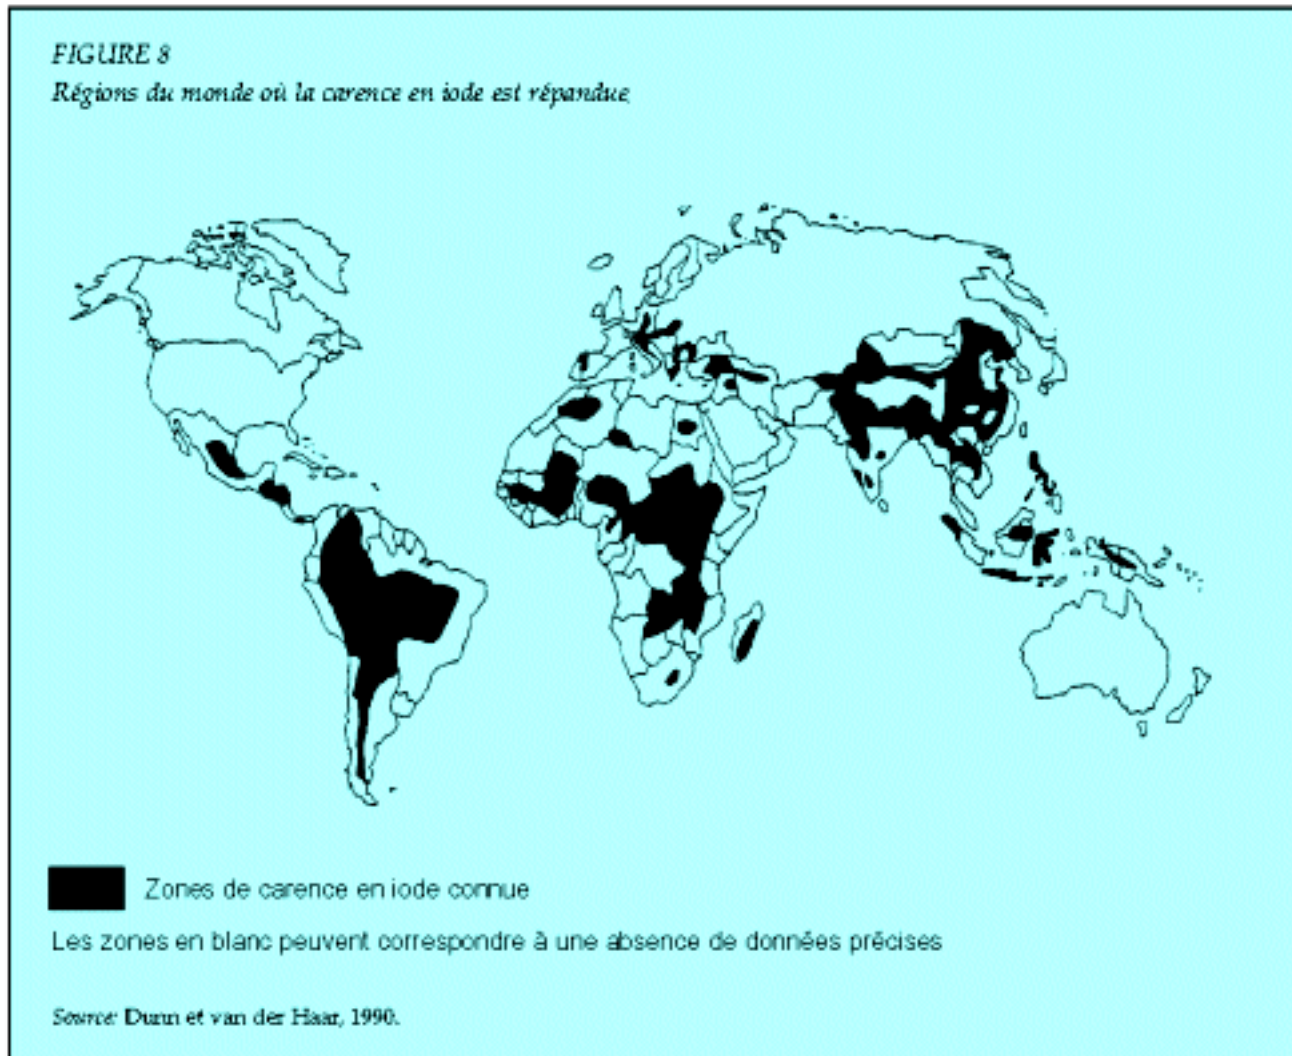 FIGURE 8
Régions du monde où la carence en iode est répandue
Zones de carence en iode connue
Les zones en blanc peuvent correspondre à une absence de données précises
Source: Dunn et van der Haar, 1990.